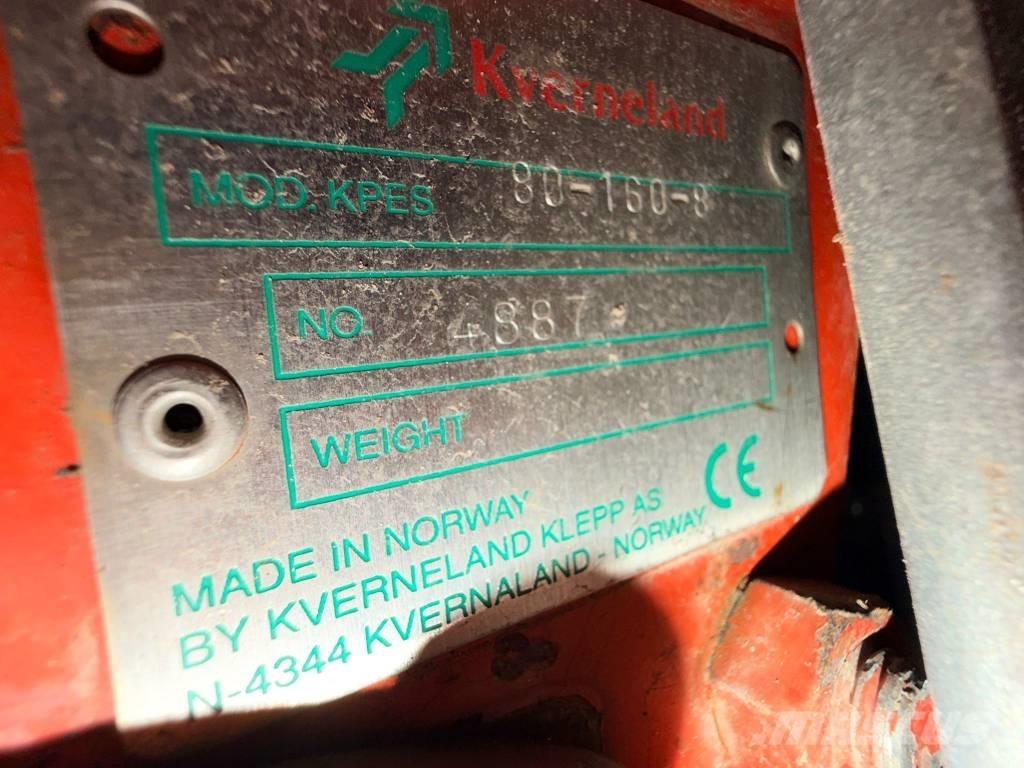 Kverneland
MOD. KPES 80-160-8
NO. 4887
WEIGHT
CE
MADE IN NORWAY
BY KVERNELAND KLEPP AS
N-4344 KVERNALAND - NORWAY
MASCUS